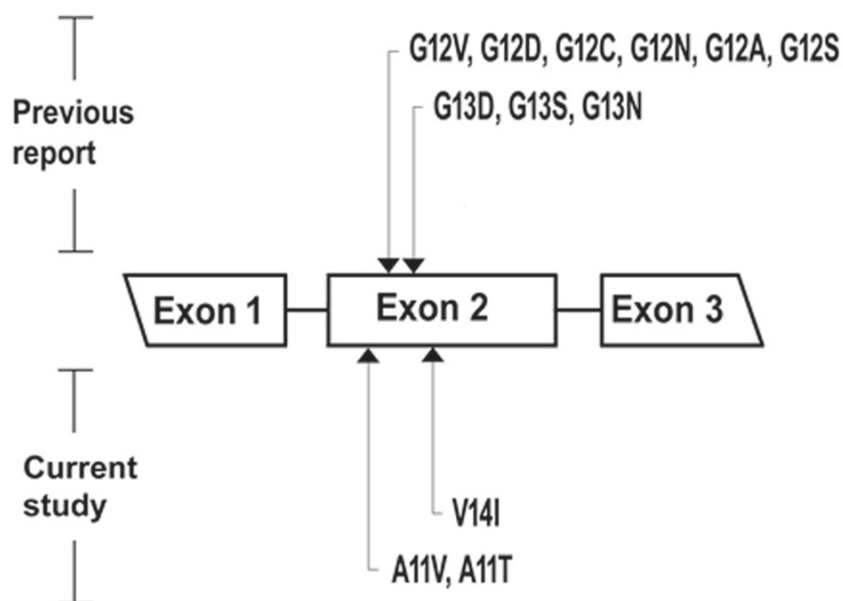 G12V, G12D, G12C, G12N, G12A, G12S
Previous
report
G13D, G13S, G13N
Exon 1
Exon 2
Exon 3
Current
study
V14I
A11V, A11T